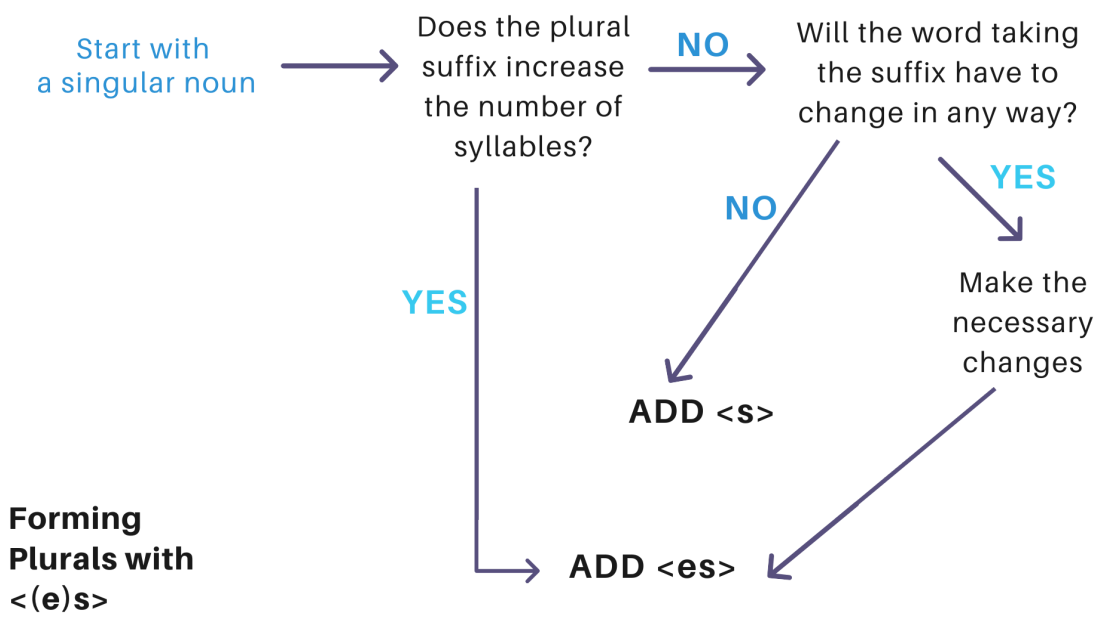 Start with
a singular noun
Does the plural
suffix increase
the number of
syllables?
NO
Will the word taking
the suffix have to
change in any way?
YES
NO
YES
Make the
necessary
changes
ADD <s>
ADD <es>
Forming
Plurals with
<(e)s>